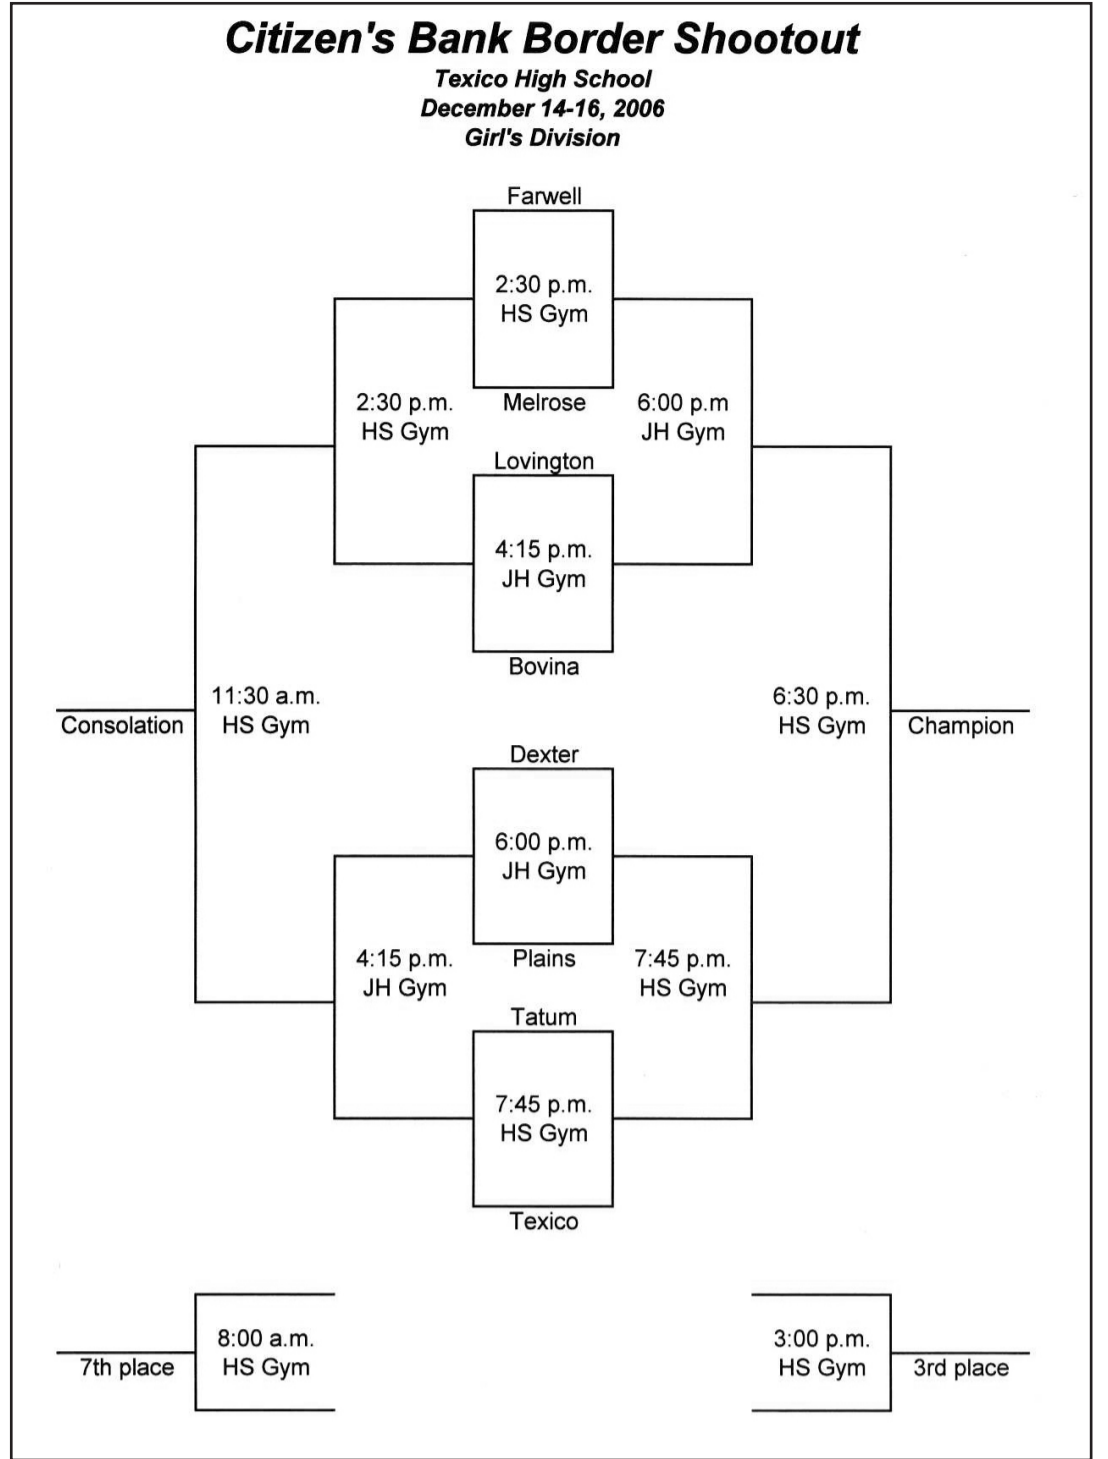 Citizen's Bank Border Shootout
Texico High School
December 14-16, 2006
Girl's Division
Farwell
2:30 p.m.
HS Gym
Melrose
2:30 p.m.
HS Gym
6:00 p.m
JH Gym
Lovington
4:15 p.m.
JH Gym
Bovina
11:30 a.m.
HS Gym
Consolation
6:30 p.m.
HS Gym
Champion
Dexter
6:00 p.m.
JH Gym
Plains
4:15 p.m.
JH Gym
7:45 p.m.
HS Gym
Tatum
7:45 p.m.
HS Gym
Texico
8:00 a.m.
HS Gym
7th place
3:00 p.m.
HS Gym
3rd place